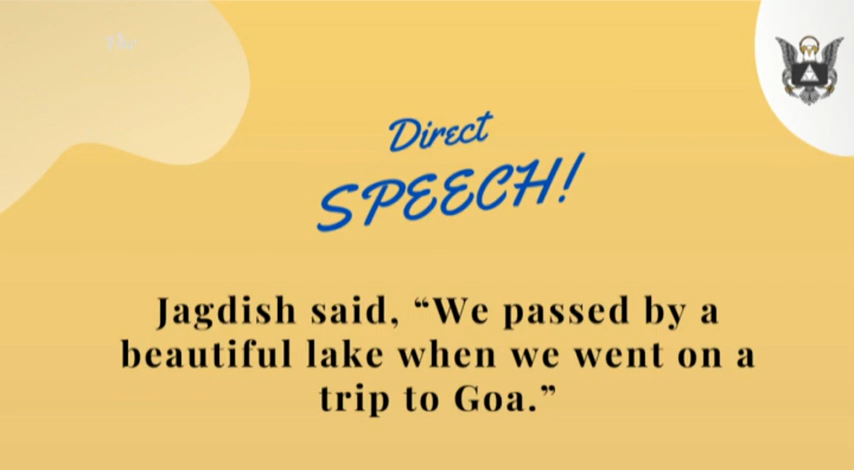 Direct
SPEECH!
Jagdish said, “We passed by a
beautiful lake when we went on a
trip to Goa.”